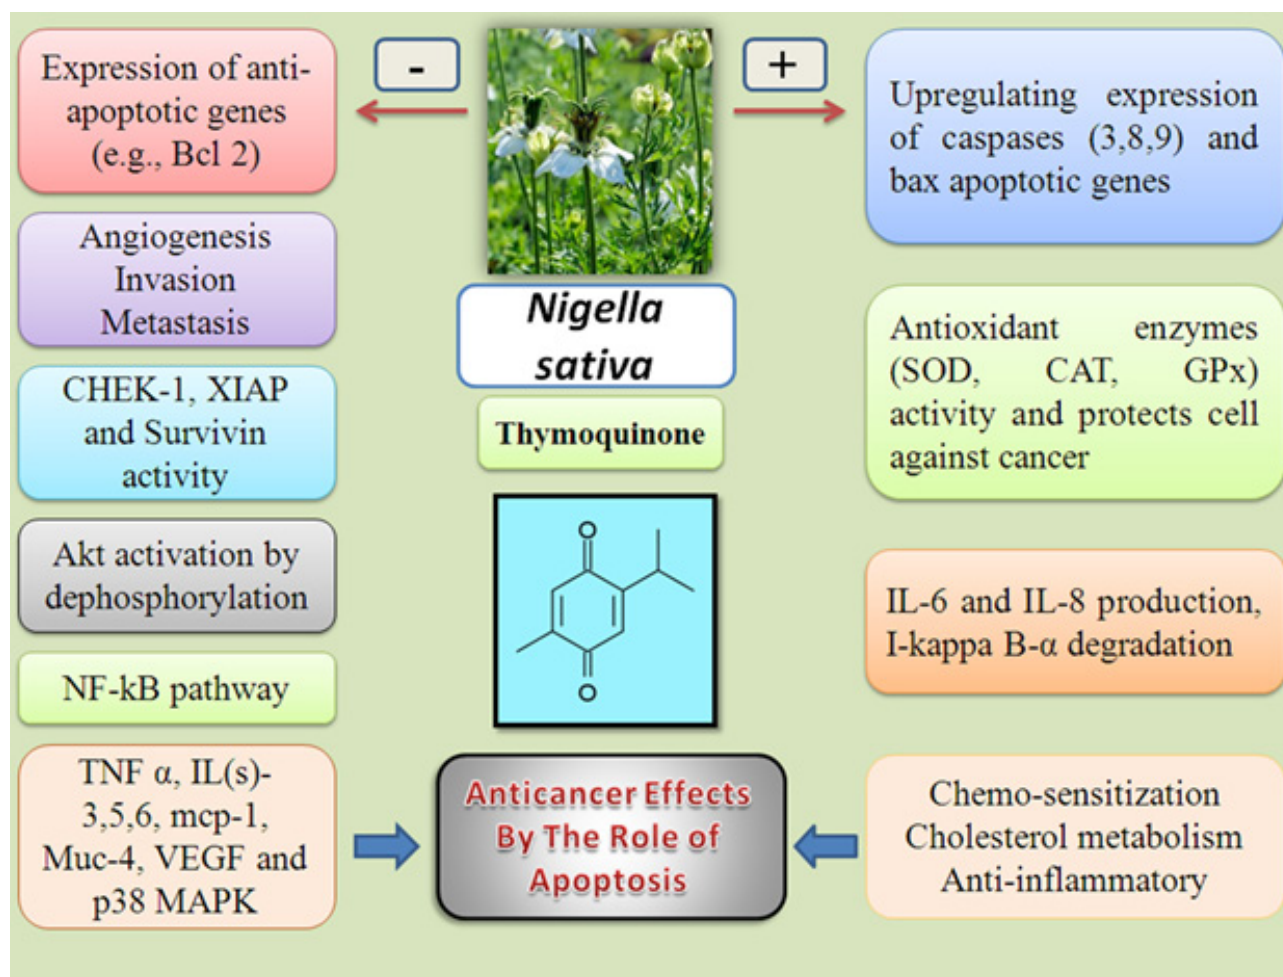 Expression of anti-
apoptotic genes
(e.g., Bcl 2)
-
+
Upregulating expression
of caspases (3,8,9) and
bax apoptotic genes
Angiogenesis
Invasion
Metastasis
Nigella
sativa
Antioxidant enzymes
(SOD, CAT, GPx)
activity and protects cell
against cancer
CHEK-1, XIAP
and Survivin
activity
Thymoquinone
Akt activation by
dephosphorylation
O
O
IL-6 and IL-8 production,
I-kappa B-α degradation
NF-kB pathway
TNF α, IL(s)-
3,5,6, mcp-1,
Muc-4, VEGF and
p38 MAPK
Anticancer Effects
By The Role of
Apoptosis
Chemo-sensitization
Cholesterol metabolism
Anti-inflammatory